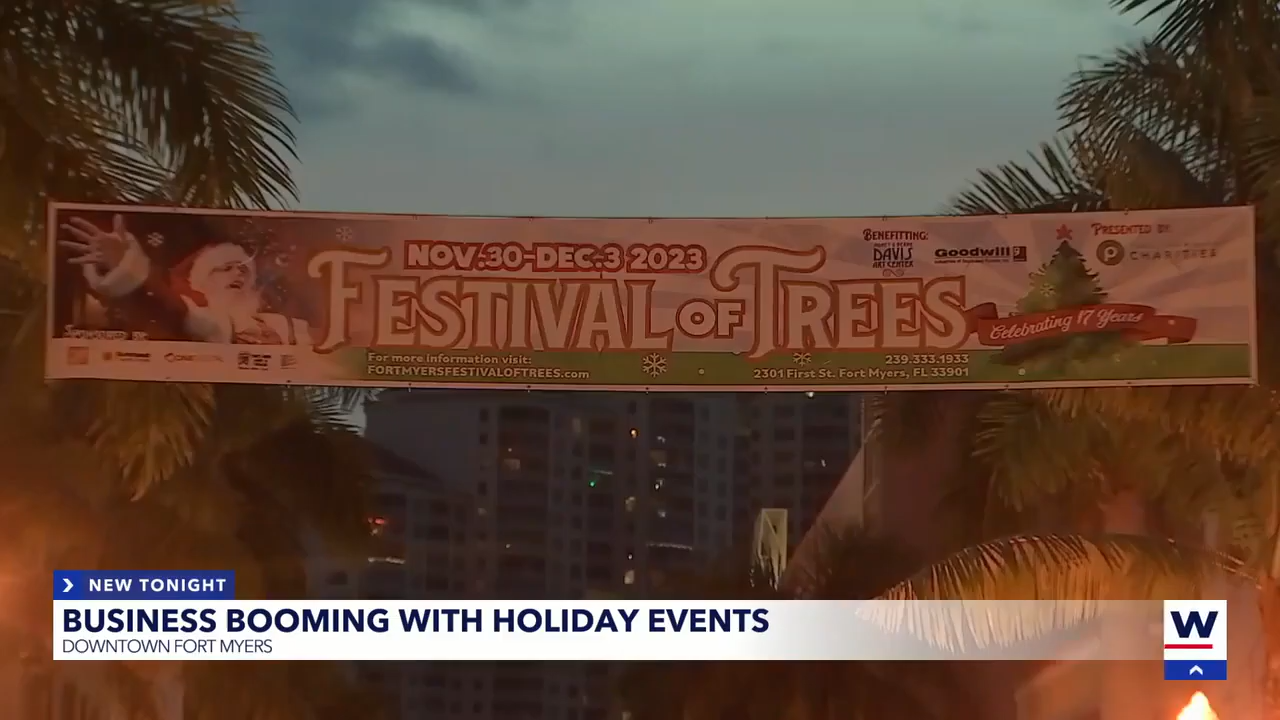 NOV.30-DEC.3 2023
FESTIVAL OF TREES
BENEFITTING:
DAVIS
ART CENTER
Goodwill
PRESENTED BY:
CHARITIES
Celebrating 17 Years
SPONSORED BY:
For more information visit:
FORTMYERSFESTIVALOFTREES.com
239.333.1933
2301 First St. Fort Myers, FL 33901
NEW TONIGHT
BUSINESS BOOMING WITH HOLIDAY EVENTS
DOWNTOWN FORT MYERS
W